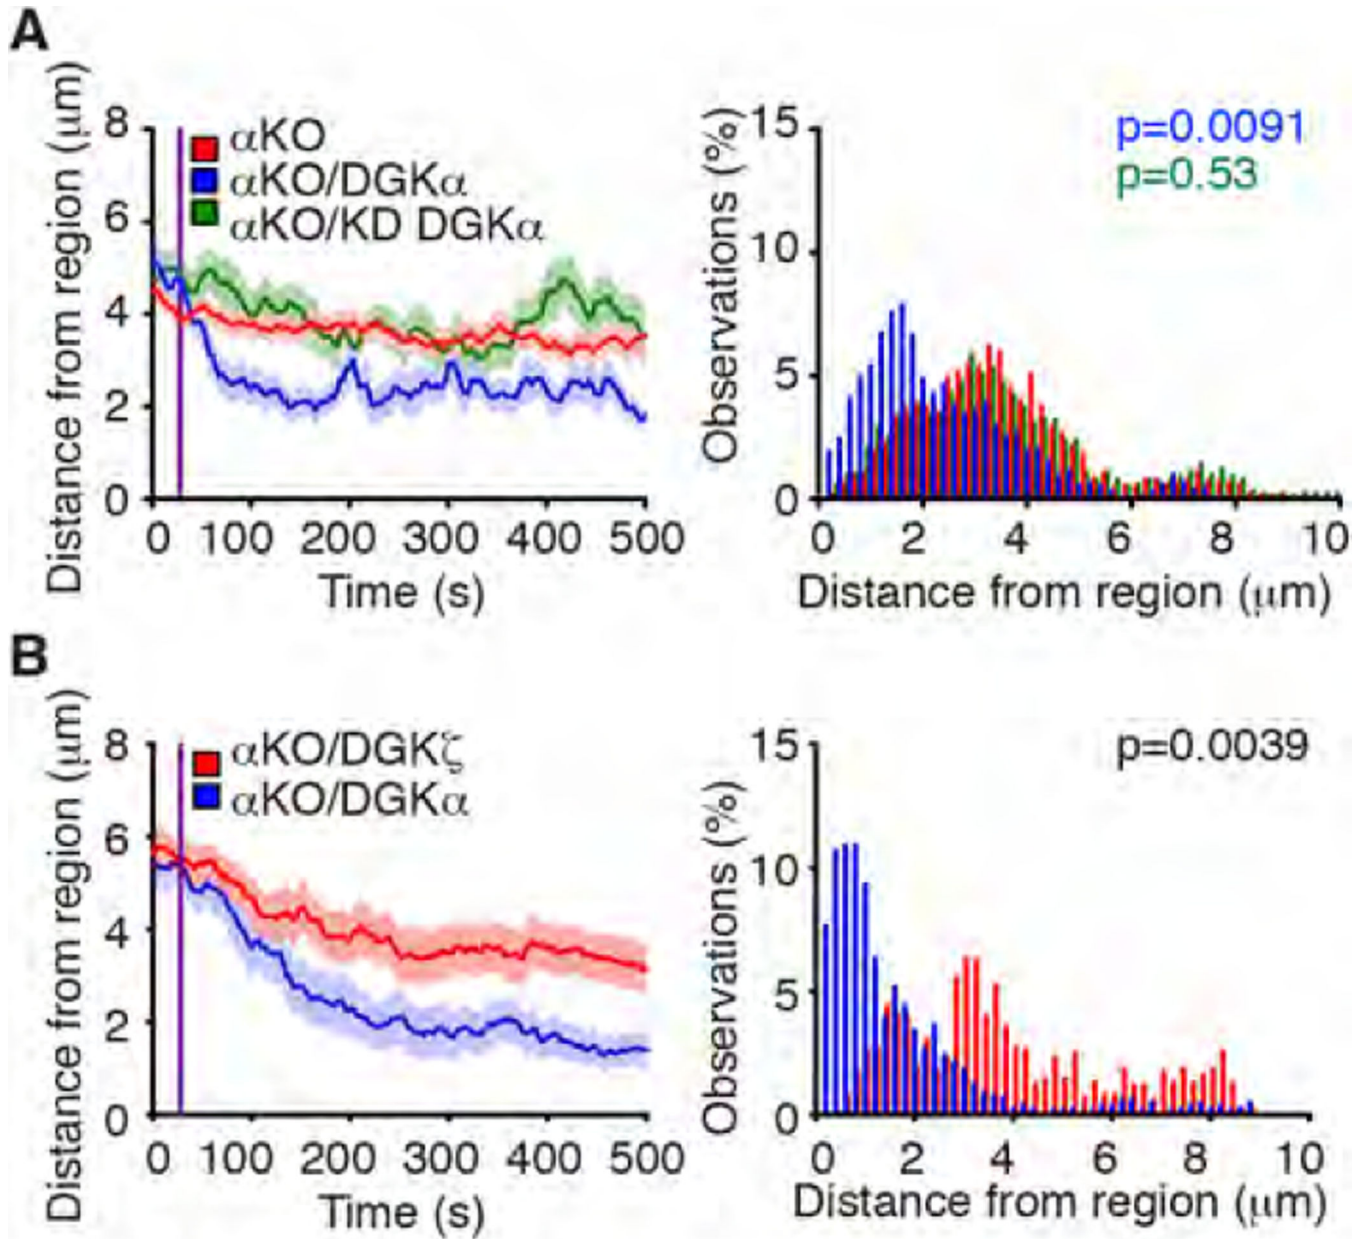 A
Distance from region (μm)
8
6
4
2
0
αKO
αKO/DGKα
αKO/KD DGKα
0 100 200 300 400 500
Time (s)
Observations (%)
15
10
5
0
p=0.0091
p=0.53
0 2 4 6 8 10
Distance from region (μm)
B
Distance from region (μm)
8
6
4
2
0
αKO/DGKζ
αKO/DGKα
0 100 200 300 400 500
Time (s)
Observations (%)
15
10
5
0
p=0.0039
0 2 4 6 8 10
Distance from region (μm)